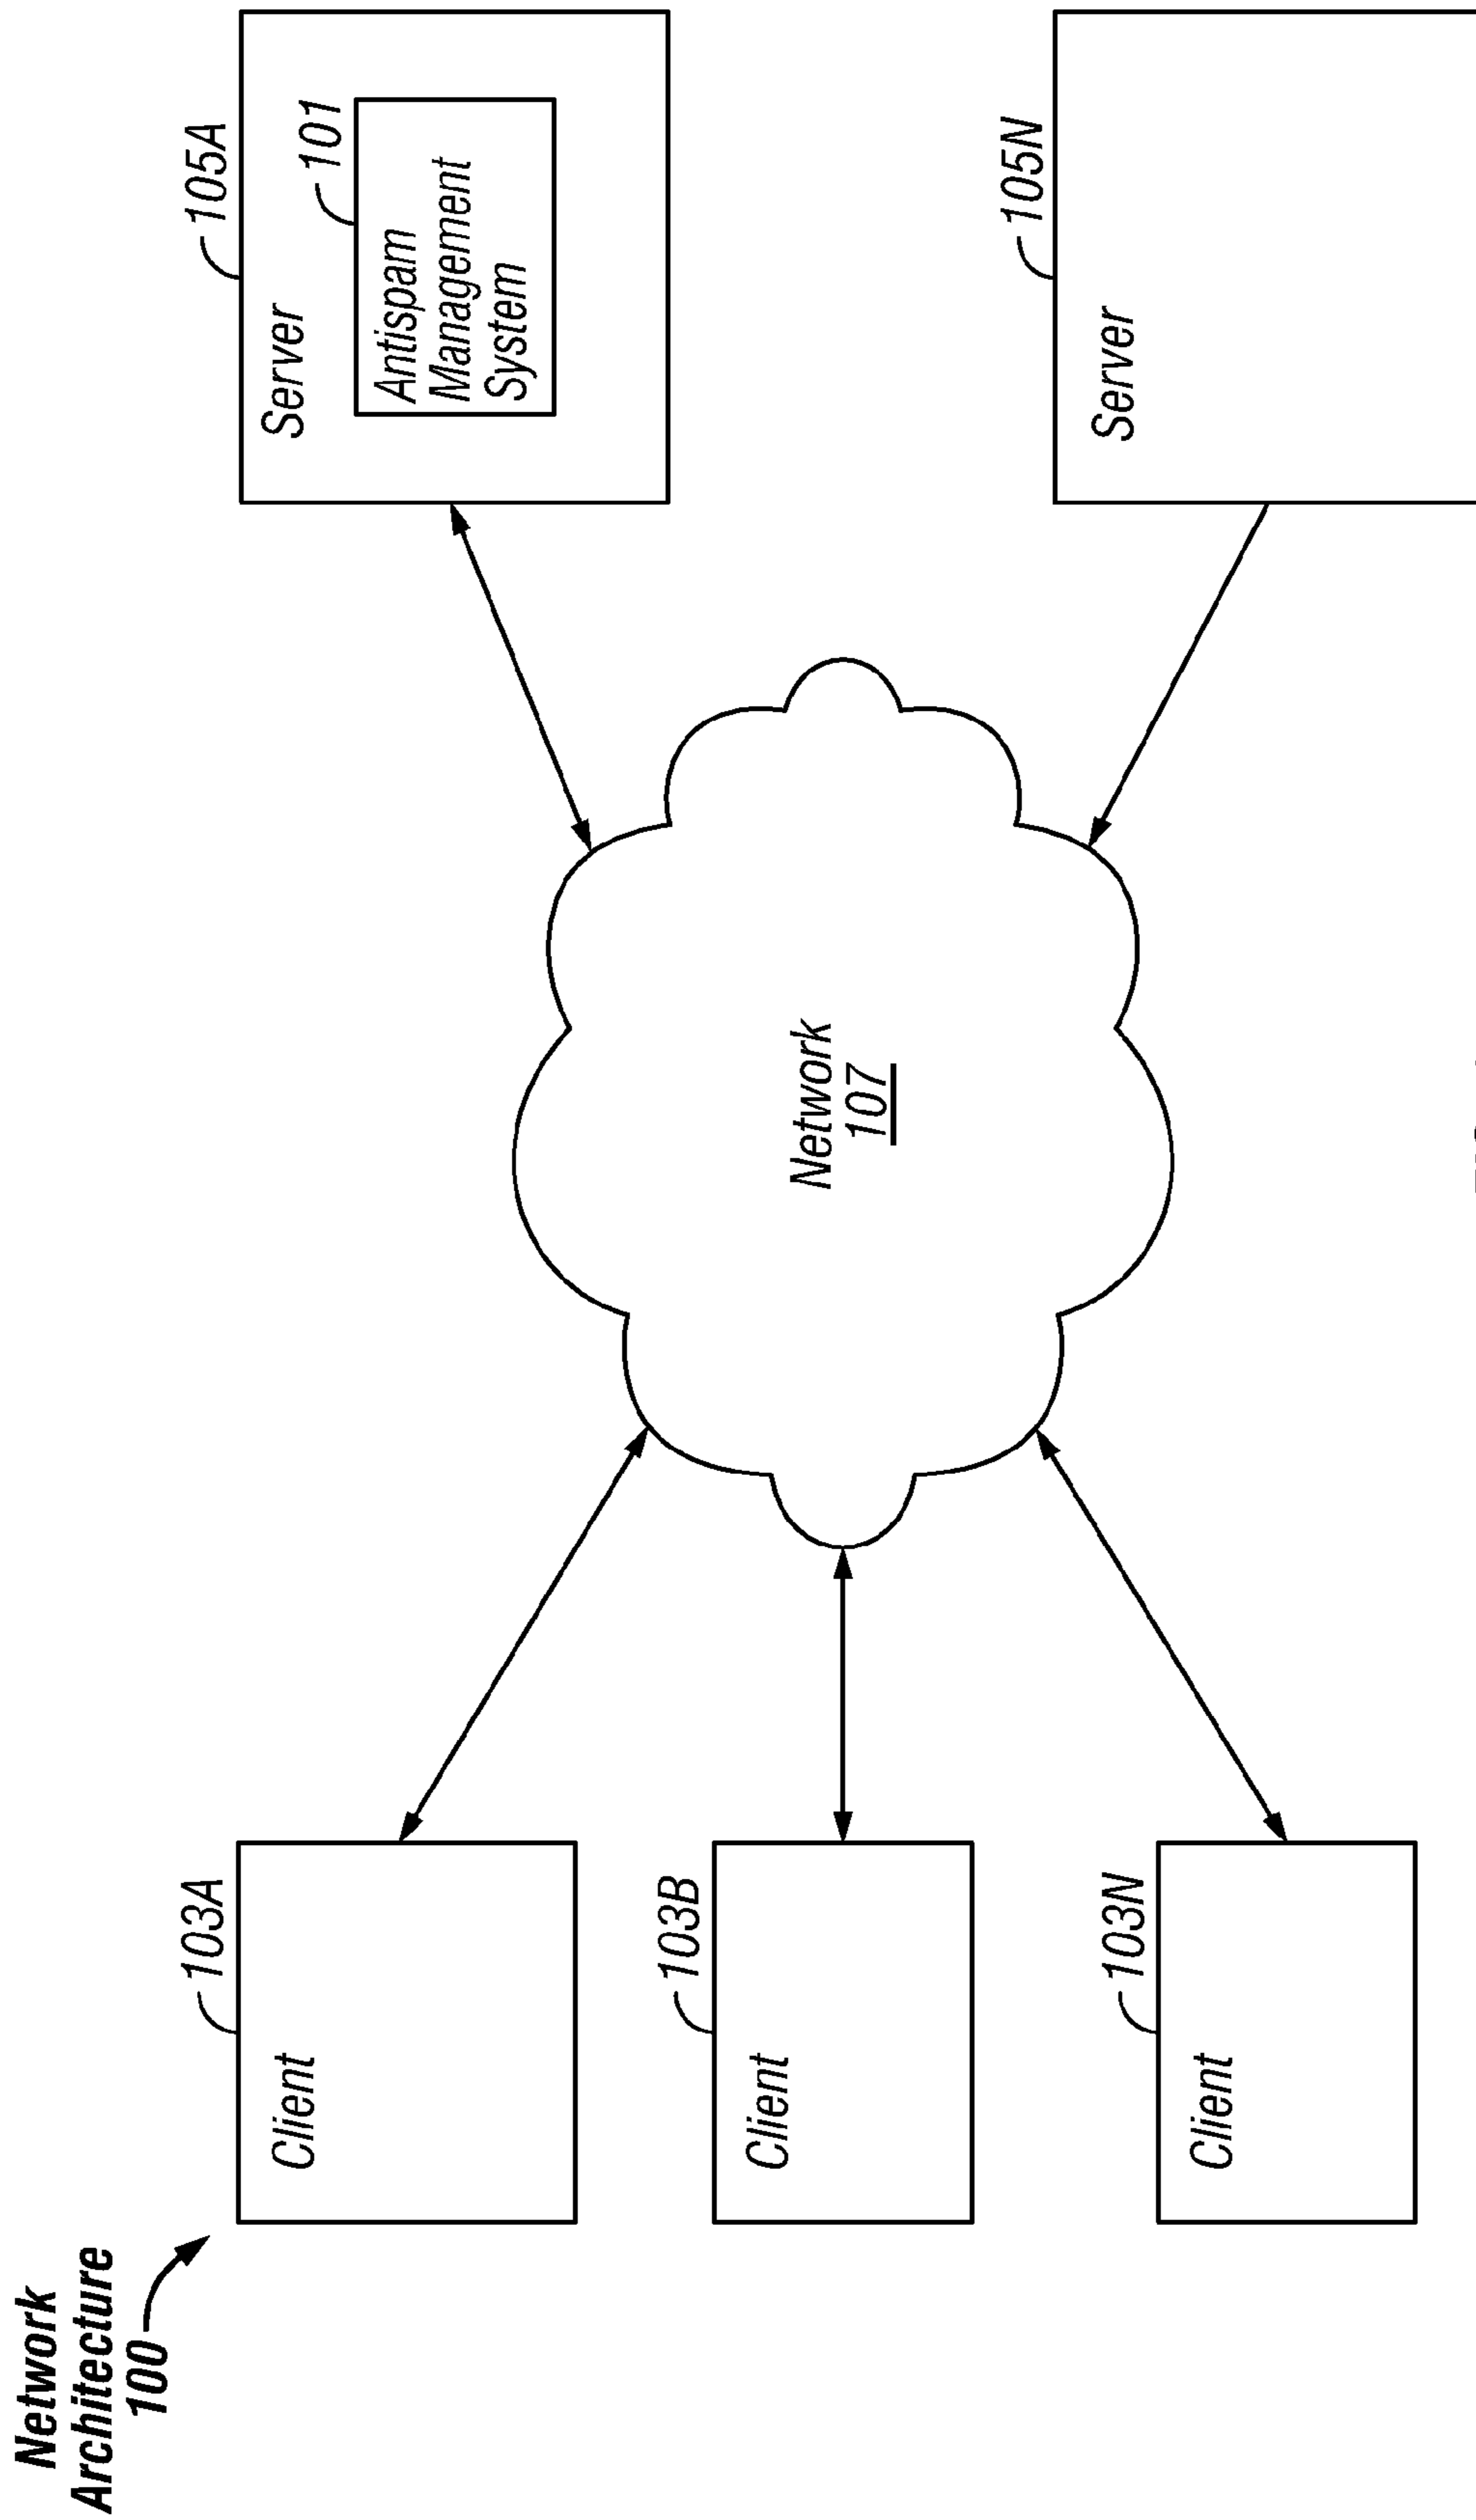 Network
Architecture
100
103A
Client
103B
Client
103N
Client
Network
107
105A
Server
101
Antispam
Management
System
105N
Server